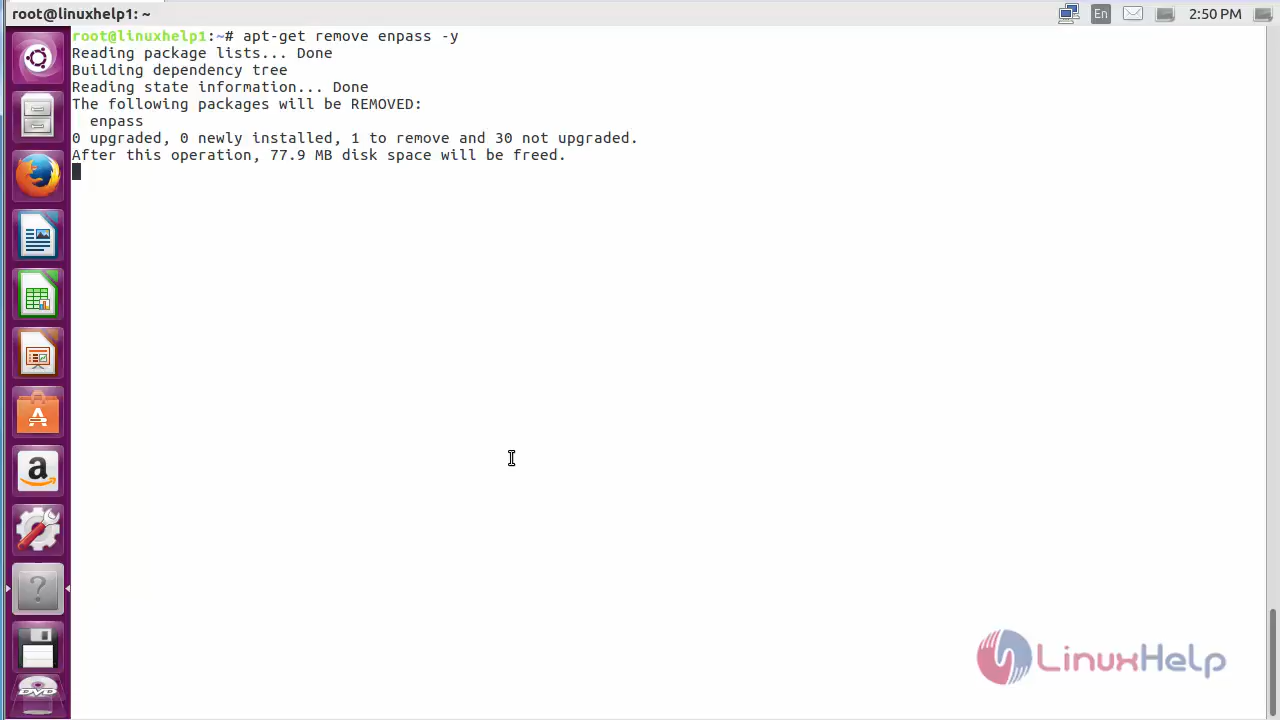 root@linuxhelp1: ~
En
2:50 PM
root@linuxhelp1:~# apt-get remove enpass -y
Reading package lists... Done
Building dependency tree
Reading state information... Done
The following packages will be REMOVED:
  enpass
0 upgraded, 0 newly installed, 1 to remove and 30 not upgraded.
After this operation, 77.9 MB disk space will be freed.
A
a
?
DVD
LinuxHelp